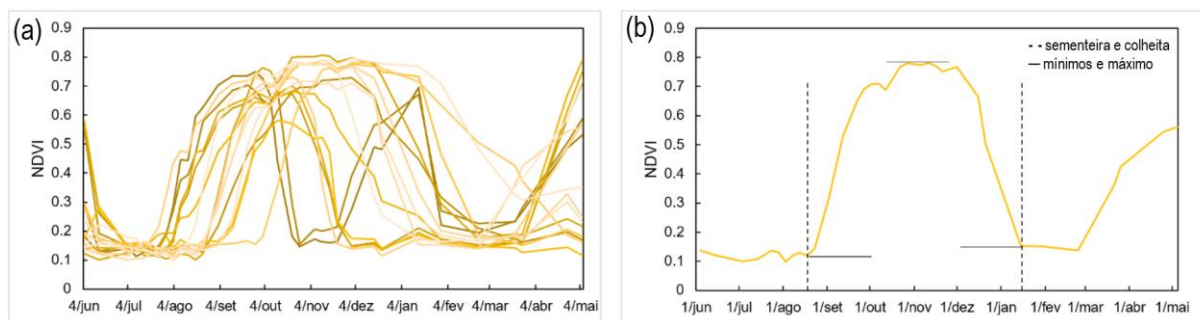 (a)
NDVI
0.9
0.8
0.7
0.6
0.5
0.4
0.3
0.2
0.1
0
4/jun 4/jul 4/ago 4/set 4/out 4/nov 4/dez 4/jan 4/fev 4/mar 4/abr 4/mai
(b)
NDVI
0.9
0.8
0.7
0.6
0.5
0.4
0.3
0.2
0.1
0
1/jun 1/jul 1/ago 1/set 1/out 1/nov 1/dez 1/jan 1/fev 1/mar 1/abr 1/mai
sementeira e colheita
mínimos e máximo